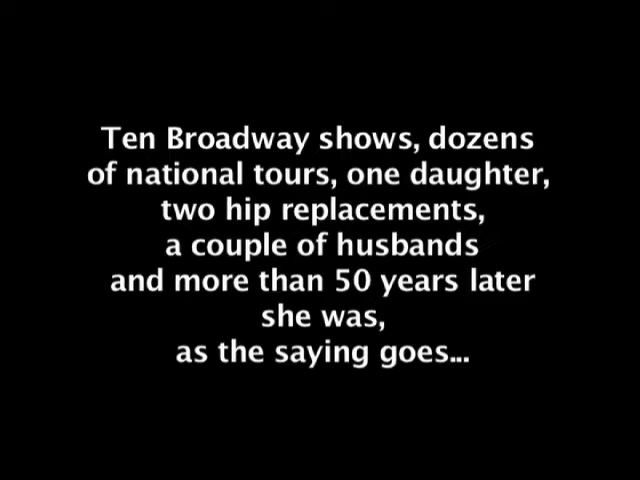 Ten Broadway shows, dozens
of national tours, one daughter,
two hip replacements,
a couple of husbands
and more than 50 years later
she was,
as the saying goes...